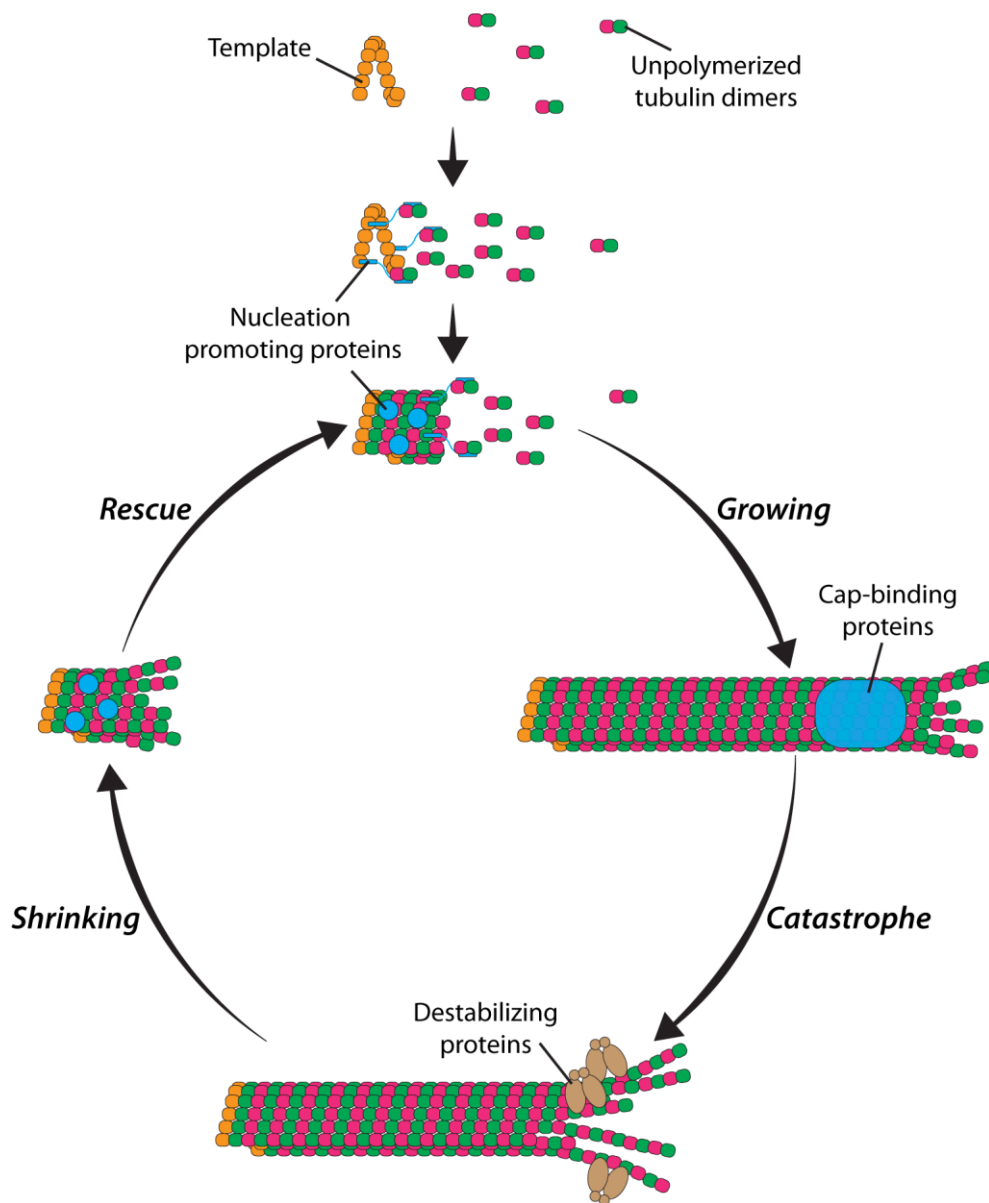 Template
Unpolymerized
tubulin dimers
Nucleation
promoting proteins
Rescue
Growing
Cap-binding
proteins
Shrinking
Catastrophe
Destabilizing
proteins